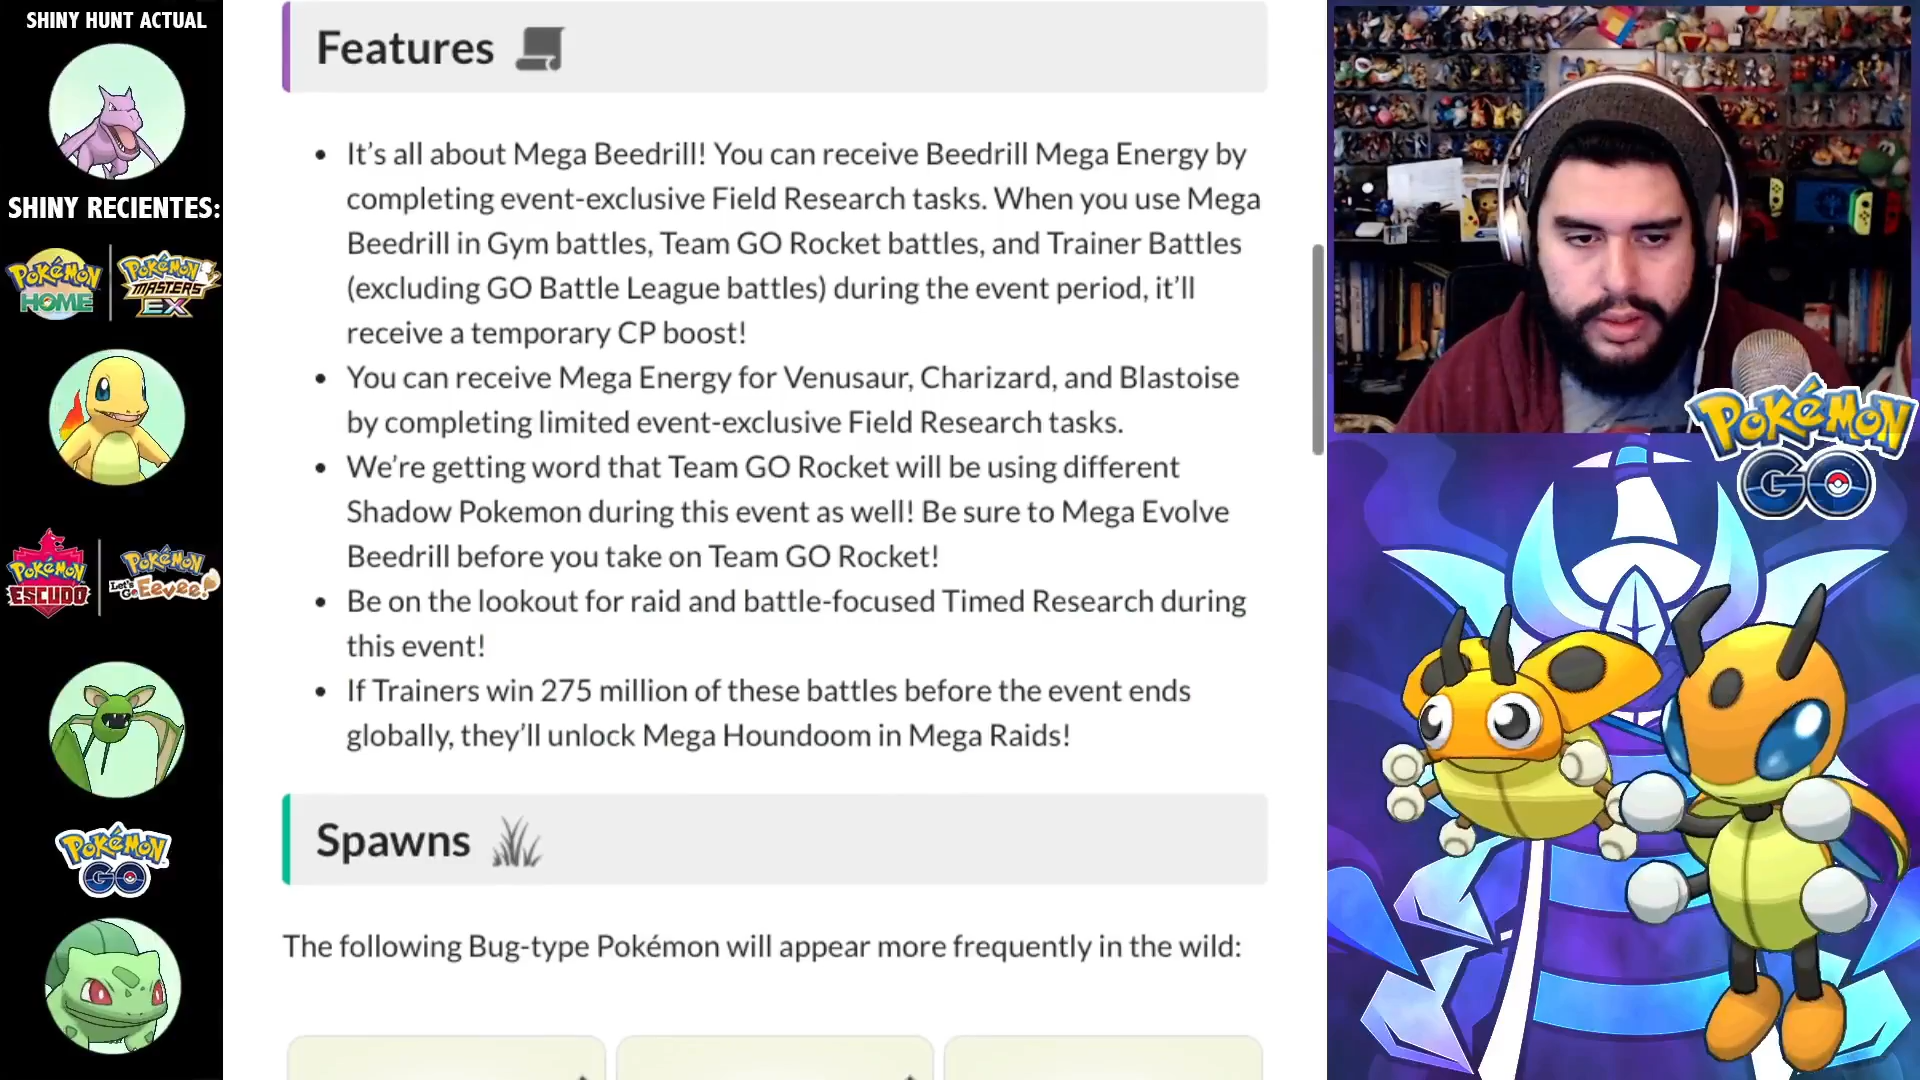 SHINY HUNT ACTUAL
SHINY RECIENTES:
POKéMON
HOME
POKéMON
MASTERS
EX
POKéMON
ESCUDO
POKéMON
Let's Go Eevee!
POKéMON
GO
Features
• It's all about Mega Beedrill! You can receive Beedrill Mega Energy by
completing event-exclusive Field Research tasks. When you use Mega
Beedrill in Gym battles, Team GO Rocket battles, and Trainer Battles
(excluding GO Battle League battles) during the event period, it'll
receive a temporary CP boost!
• You can receive Mega Energy for Venusaur, Charizard, and Blastoise
by completing limited event-exclusive Field Research tasks.
• We're getting word that Team GO Rocket will be using different
Shadow Pokemon during this event as well! Be sure to Mega Evolve
Beedrill before you take on Team GO Rocket!
• Be on the lookout for raid and battle-focused Timed Research during
this event!
• If Trainers win 275 million of these battles before the event ends
globally, they'll unlock Mega Houndoom in Mega Raids!
Spawns
The following Bug-type Pokémon will appear more frequently in the wild:
POKéMON
GO